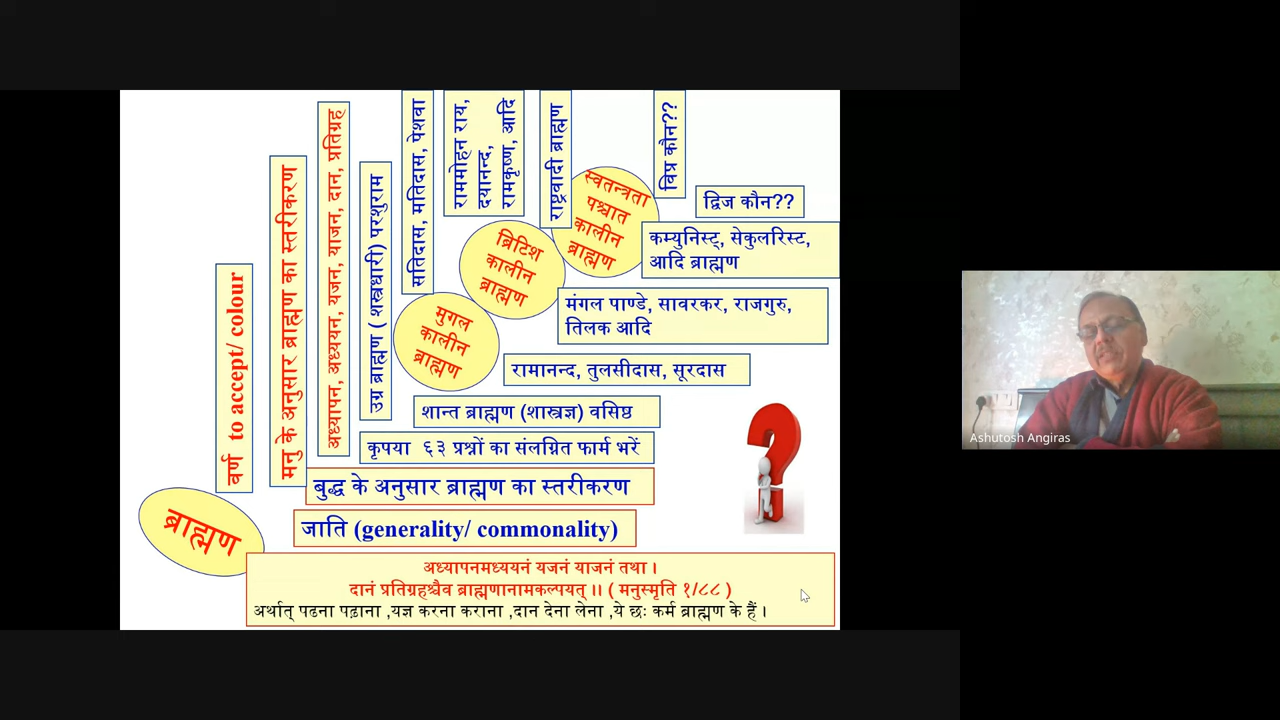 वर्ण to accept/ colour
मनु के अनुसार ब्राह्मण का स्तरीकरण
अध्यापन, अध्ययन, यजन, याजन, दान, प्रतिग्रह
उग्र ब्राह्मण ( शस्त्रधारी) परशुराम
सतिदास, मतिदास, पेशवा
राममोहन राय,
दयानन्द,
रामकृष्ण, आदि
राष्ट्रवादी ब्राह्मण
विप्र कौन??
स्वतन्त्रता
पश्चात
कालीन
ब्राह्मण
द्विज कौन??
कम्युनिस्ट्, सेकुलरिस्ट,
आदि ब्राह्मण
ब्रिटिश
कालीन
ब्राह्मण
मंगल पाण्डे, सावरकर, राजगुरु,
तिलक आदि
मुगल
कालीन
ब्राह्मण
रामानन्द, तुलसीदास, सूरदास
शान्त ब्राह्मण (शास्त्रज्ञ) वसिष्ठ
कृपया ६३ प्रश्नों का संलग्नित फार्म भरें
बुद्ध के अनुसार ब्राह्मण का स्तरीकरण
ब्राह्मण
जाति (generality/ commonality)
अध्यापनमध्ययनं यजनं याजनं तथा ।
दानं प्रतिग्रहश्चैव ब्राह्मणानामकल्पयत् ।। ( मनुस्मृति १/८८ )
अर्थात् पढना पढ़ाना ,यज्ञ करना कराना ,दान देना लेना ,ये छः कर्म ब्राह्मण के हैं ।
Ashutosh Angiras